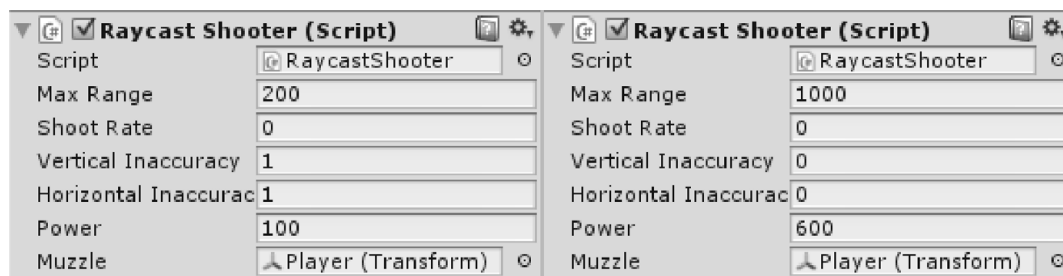 Raycast Shooter (Script)
Script RaycastShooter
Max Range 200
Shoot Rate 0
Vertical Inaccuracy 1
Horizontal Inaccurac 1
Power 100
Muzzle Player (Transform)
Raycast Shooter (Script)
Script RaycastShooter
Max Range 1000
Shoot Rate 0
Vertical Inaccuracy 0
Horizontal Inaccurac 0
Power 600
Muzzle Player (Transform)